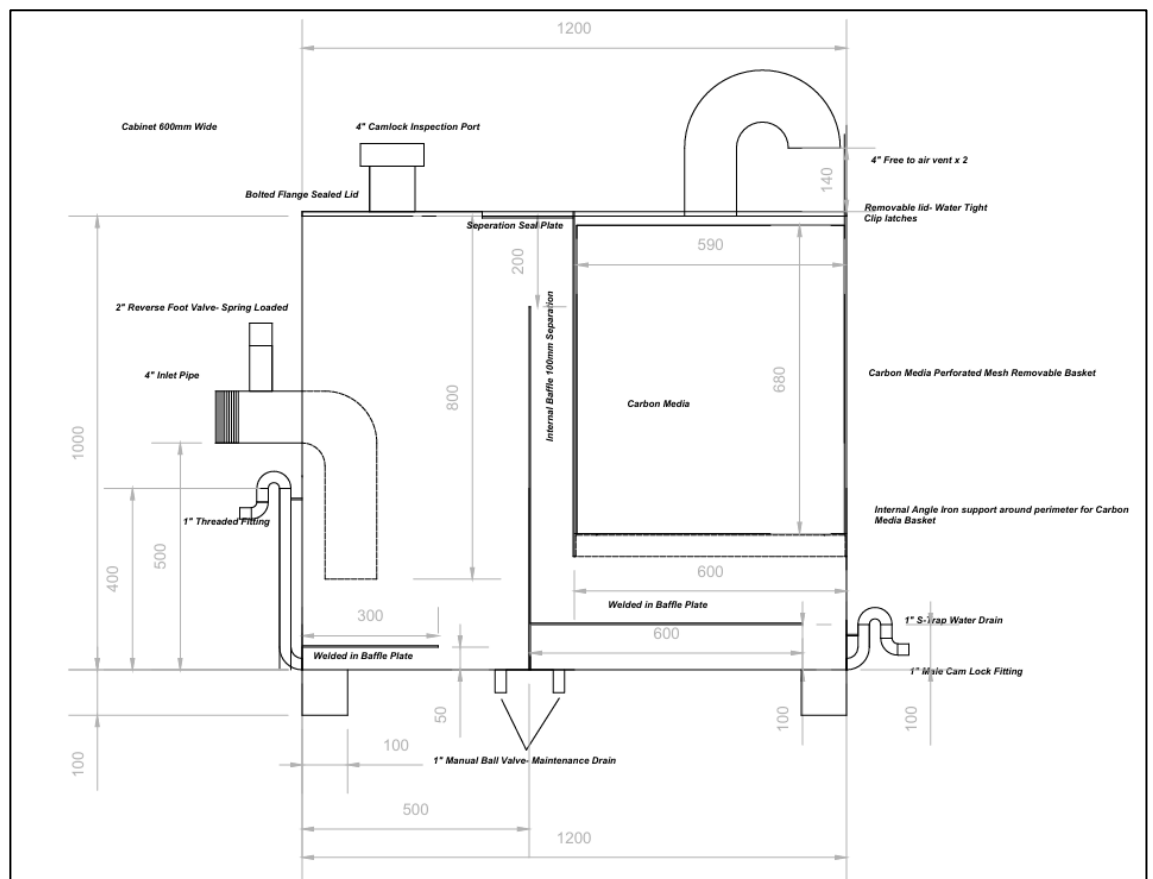 1200
Cabinet 600mm Wide
4" Camlock Inspection Port
4" Free to air vent x 2
140
Bolted Flange Sealed Lid
Removable lid- Water Tight
Clip latches
Seperation Seal Plate
590
200
2" Reverse Foot Valve- Spring Loaded
Internal Baffle 100mm Separation
4" Inlet Pipe
Carbon Media Perforated Mesh Removable Basket
680
800
Carbon Media
1000
1" Threaded Fitting
Internal Angle Iron support around perimeter for Carbon
Media Basket
500
400
600
300
Welded in Baffle Plate
600
1" S-Trap Water Drain
Welded in Baffle Plate
1" Male Cam Lock Fitting
50
100
100
100
100
1" Manual Ball Valve- Maintenance Drain
500
1200